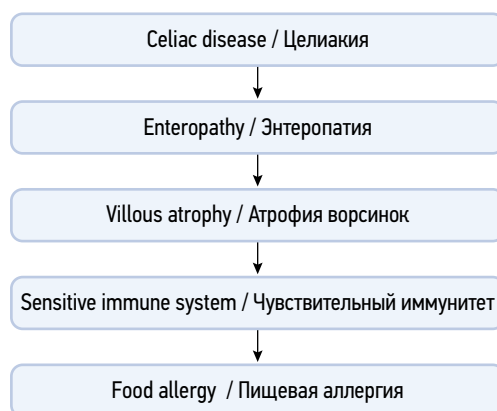 Celiac disease / Целиакия
Enteropathy / Энтеропатия
Villous atrophy / Атрофия ворсинок
Sensitive immune system / Чувствительный иммунитет
Food allergy / Пищевая аллергия